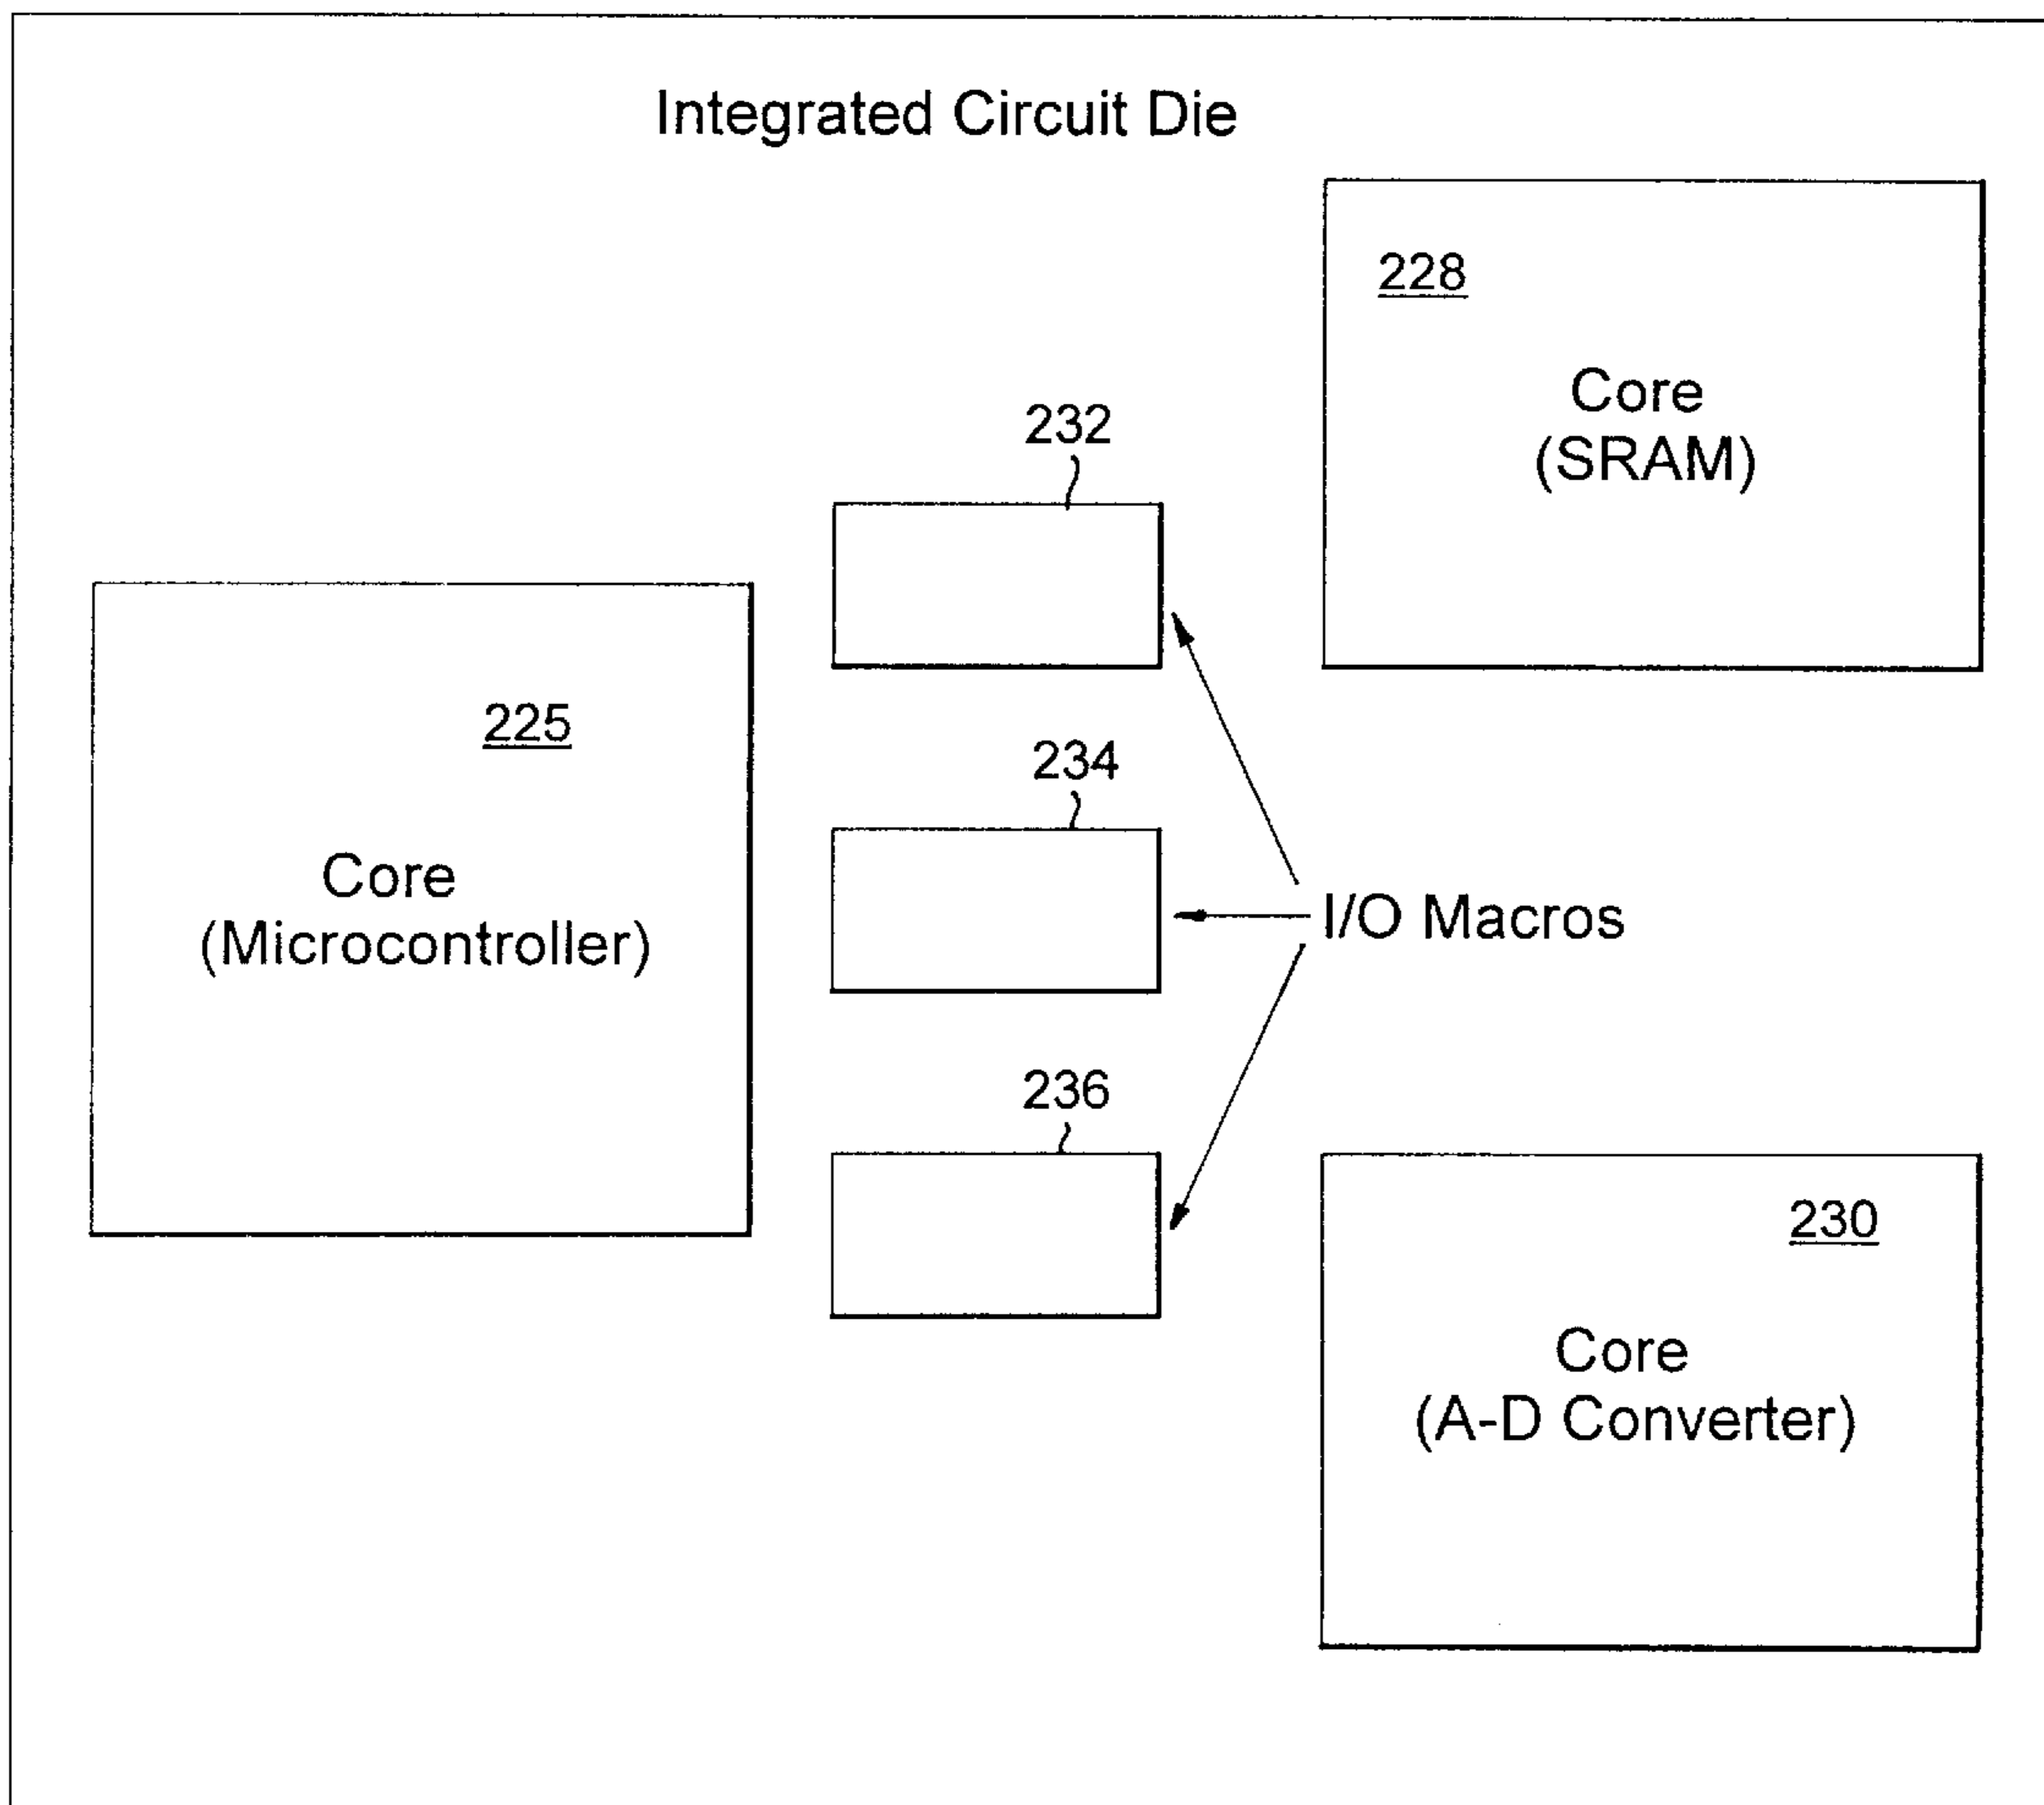 Integrated Circuit Die
228
Core
(SRAM)
232
225
Core
(Microcontroller)
234
I/O Macros
236
230
Core
(A-D Converter)